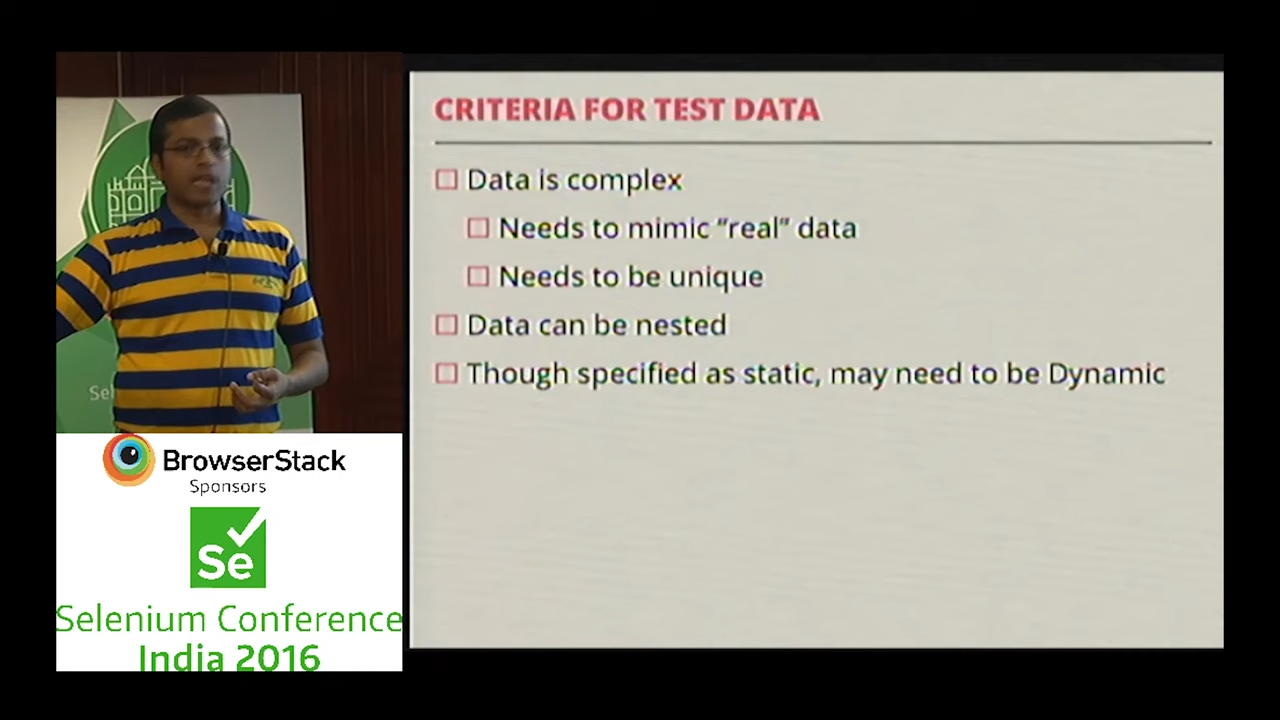 CRITERIA FOR TEST DATA
Data is complex
Needs to mimic “real” data
Needs to be unique
Data can be nested
Though specified as static, may need to be Dynamic
Sel
BrowserStack
Sponsors
Se
Selenium Conference
India 2016